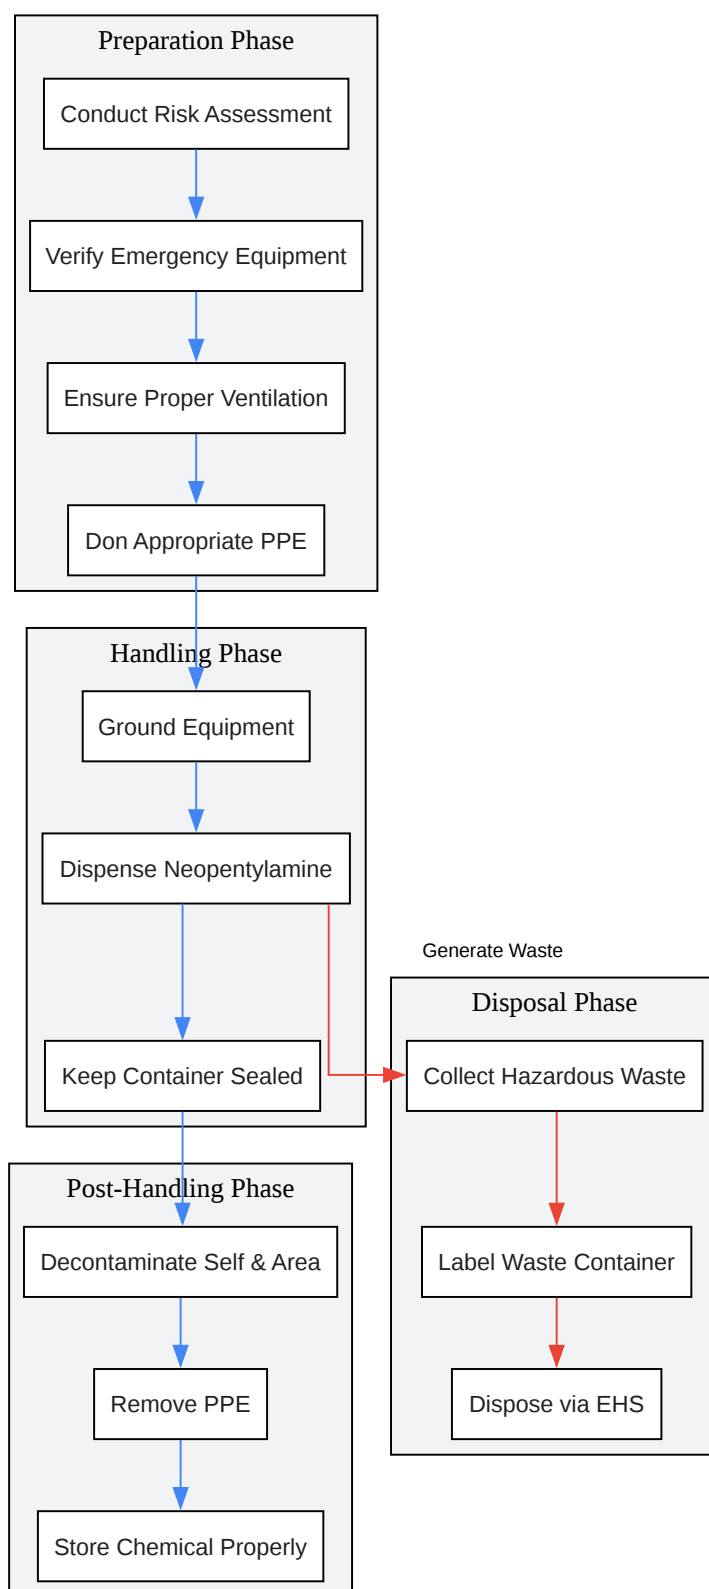 Preparation Phase
Conduct Risk Assessment
Verify Emergency Equipment
Ensure Proper Ventilation
Don Appropriate PPE
Handling Phase
Ground Equipment
Dispense Neopentylamine
Keep Container Sealed
Generate Waste
Disposal Phase
Collect Hazardous Waste
Label Waste Container
Dispose via EHS
Post-Handling Phase
Decontaminate Self & Area
Remove PPE
Store Chemical Properly